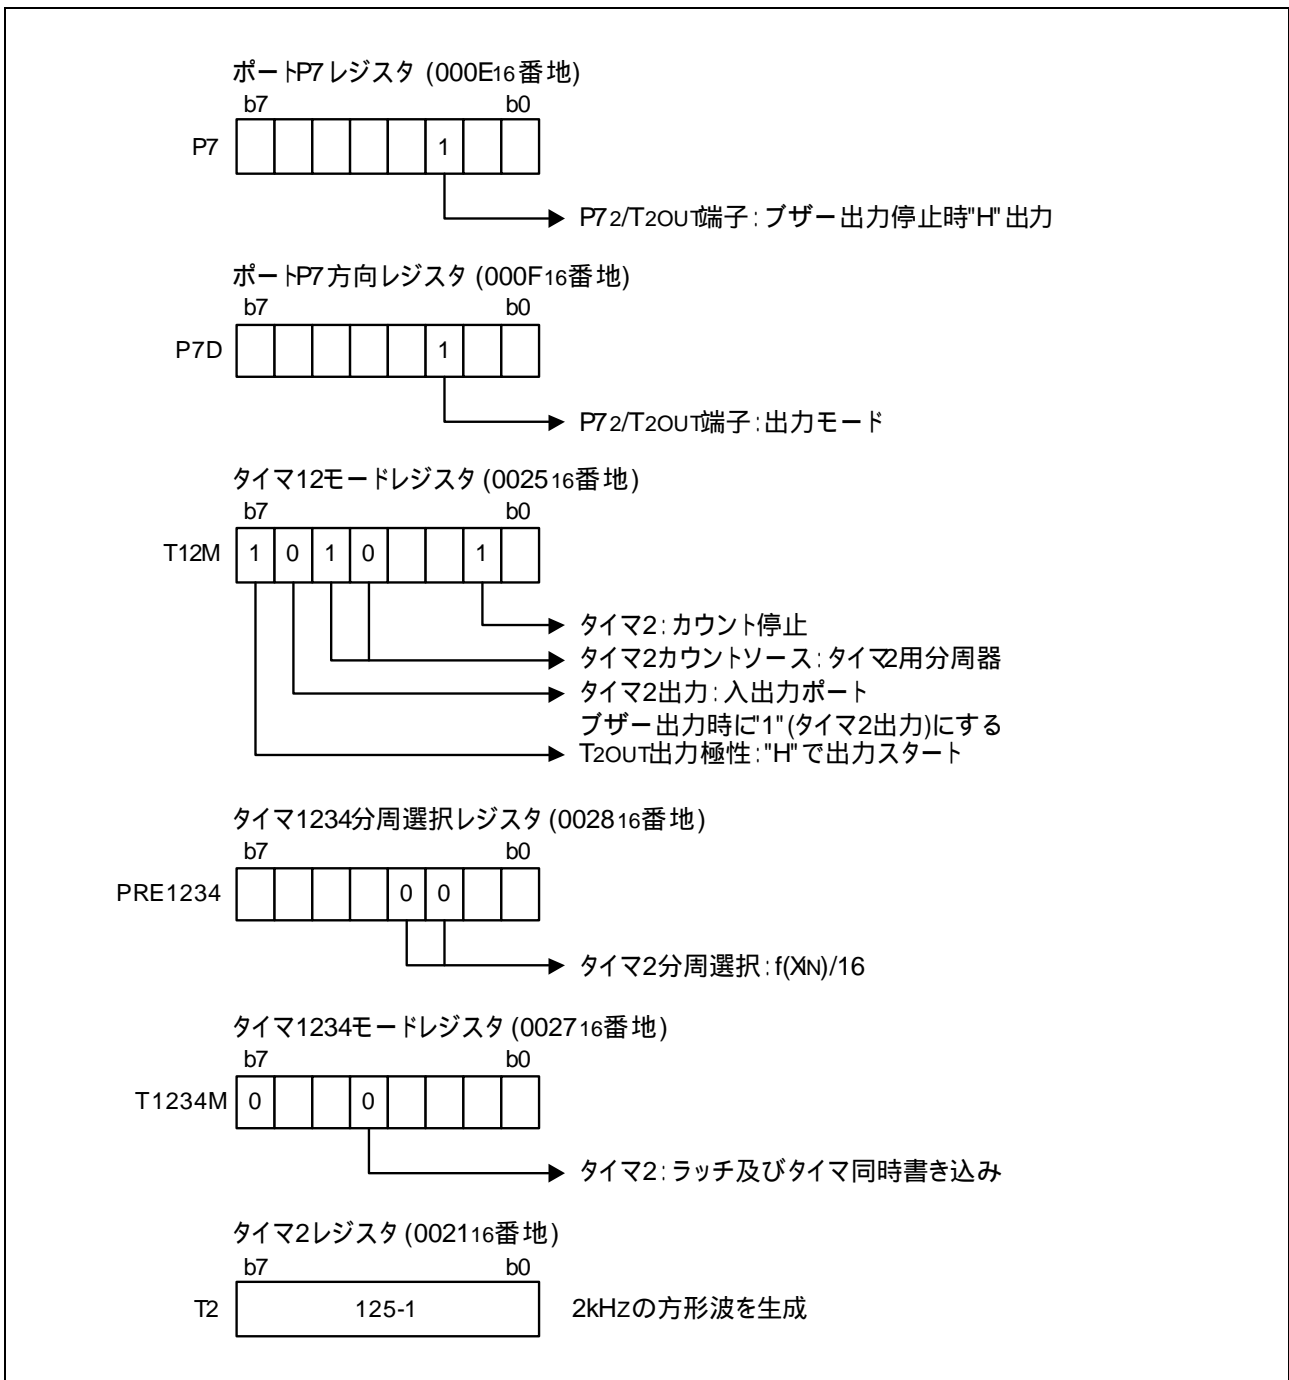 ポートP7レジスタ (000E16番地)
b7 b0
P7 1
P72/T2OUT端子 : ブザー出力停止時"H"出力
ポートP7方向レジスタ (000F16番地)
b7 b0
P7D 1
P72/T2OUT端子 : 出力モード
タイマ12モードレジスタ (002516番地)
b7 b0
T12M 1 0 1 0 1
タイマ2 : カウント停止
タイマ2カウントソース : タイマ2用分周器
タイマ2出力 : 入出力ポート
ブザー出力時に"1"(タイマ2出力)にする
T2OUT出力極性 : "H"で出力スタート
タイマ1234分周選択レジスタ (002816番地)
b7 b0
PRE1234 0 0
タイマ2分周選択 : f(XIN)/16
タイマ1234モードレジスタ (002716番地)
b7 b0
T1234M 0 0
タイマ2 : ラッチ及びタイマ同時書き込み
タイマ2レジスタ (002116番地)
b7 b0
T2 125-1 2kHzの方形波を生成